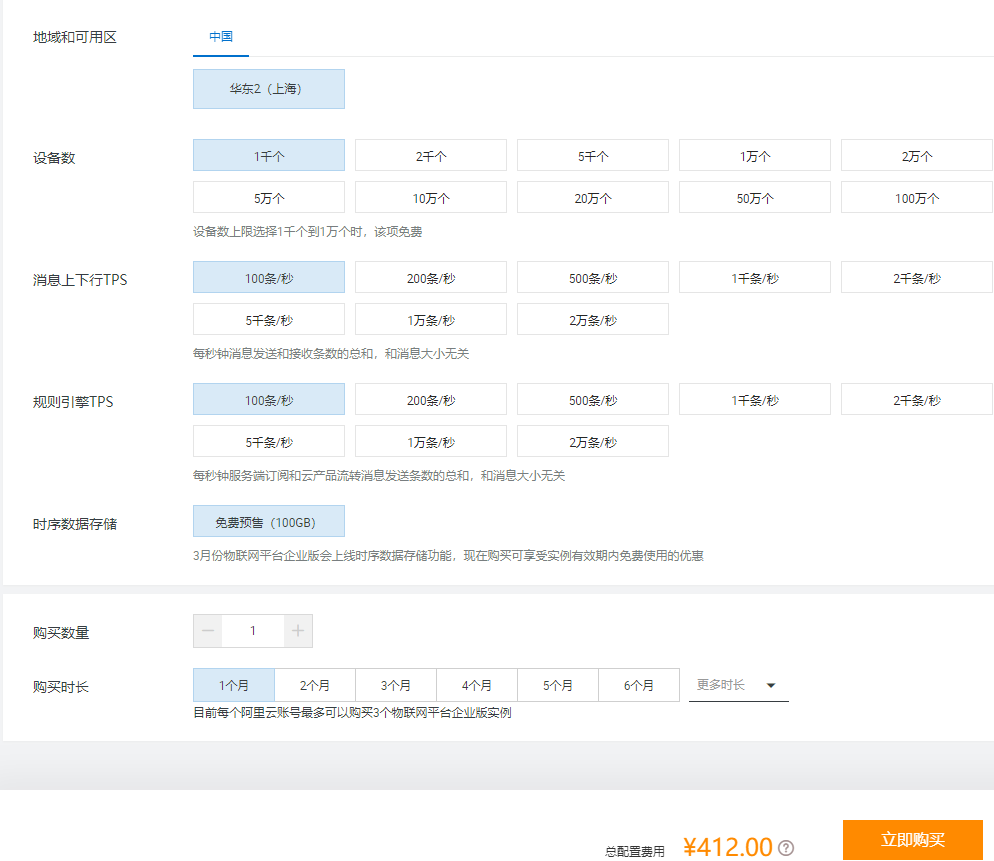 地域和可用区 中国
华东2（上海）
设备数 1千个 2千个 5千个 1万个 2万个
5万个 10万个 20万个 50万个 100万个
设备数上限选择1千个到1万个时，该项免费
消息上下行TPS 100条/秒 200条/秒 500条/秒 1千条/秒 2千条/秒
5千条/秒 1万条/秒 2万条/秒
每秒钟消息发送和接收条数的总和，和消息大小无关
规则引擎TPS 100条/秒 200条/秒 500条/秒 1千条/秒 2千条/秒
5千条/秒 1万条/秒 2万条/秒
每秒钟服务端订阅和云产品流转消息发送条数的总和，和消息大小无关
时序数据存储 免费预售（100GB）
3月份物联网平台企业版会上线时序数据存储功能，现在购买可享受实例有效期内免费使用的优惠
购买数量 — 1 +
购买时长 1个月 2个月 3个月 4个月 5个月 6个月 更多时长
目前每个阿里云账号最多可以购买3个物联网平台企业版实例
总配置费用 ¥412.00 ? 立即购买